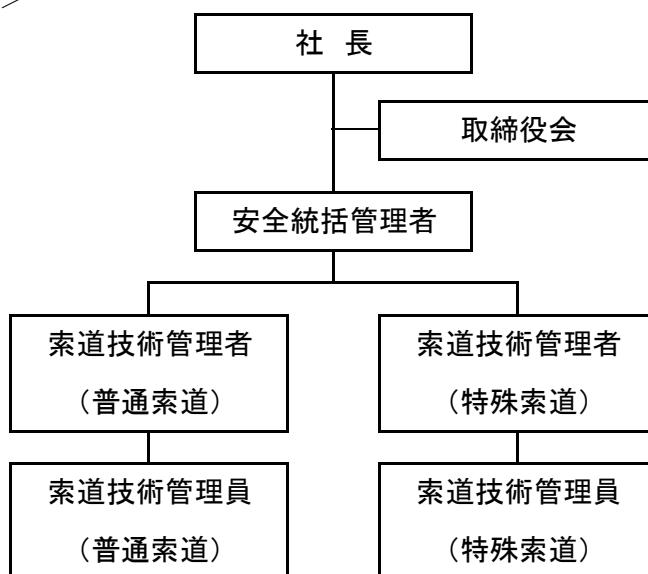 社 長
取締役会
安全統括管理者
索道技術管理者
（普通索道）
索道技術管理者
（特殊索道）
索道技術管理員
（普通索道）
索道技術管理員
（特殊索道）